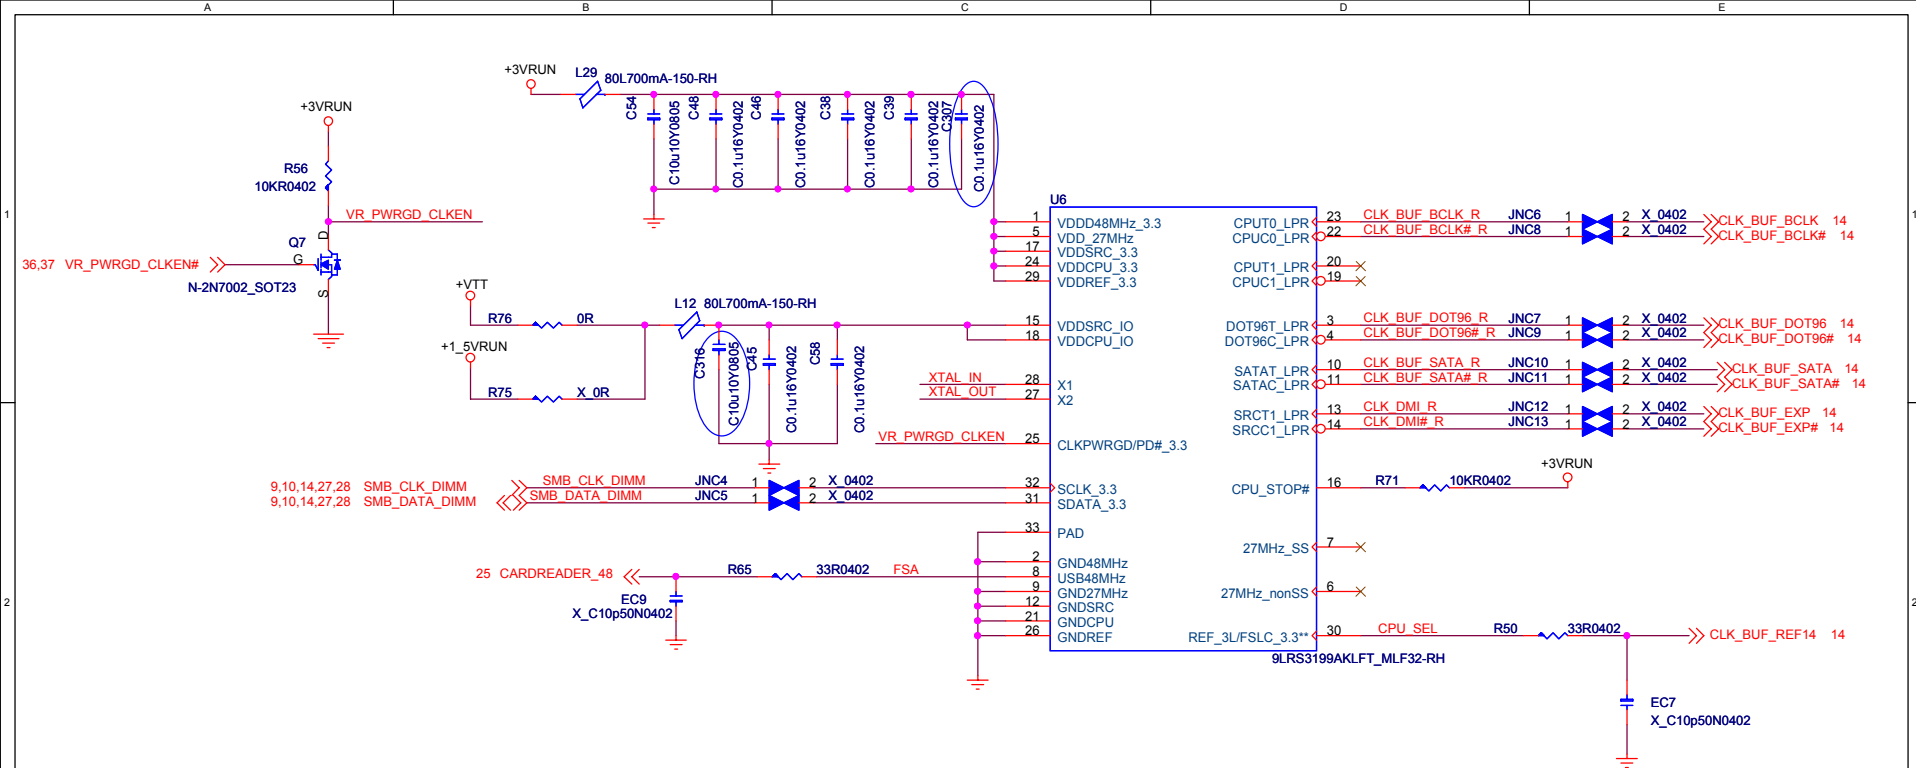 A B C D E
+3VRUN L29 80L700mA-150-RH
C54 C10u10Y0805
C48 C0.1u16Y0402
C46 C0.1u16Y0402
C38 C0.1u16Y0402
C39 C0.1u16Y0402
C307 C0.1u16Y0402
+3VRUN
R56
10KR0402
VR_PWRGD_CLKEN
1
1
Q7
D
G
S
36,37 VR_PWRGD_CLKEN#
N-2N7002_SOT23
+VTT
R76 0R
L12 80L700mA-150-RH
+1_5VRUN
R75 X_0R
C316 C10u10Y0805
C45 C0.1u16Y0402
C58 C0.1u16Y0402
U6
1 VDDD48MHz_3.3
5 VDD_27MHz
17 VDDSRC_3.3
24 VDDCPU_3.3
29 VDDREF_3.3
15 VDDSRC_IO
18 VDDCPU_IO
XTAL_IN 28 X1
XTAL_OUT 27 X2
VR_PWRGD_CLKEN 25 CLKPWRGD/PD#_3.3
9,10,14,27,28 SMB_CLK_DIMM SMB_CLK_DIMM JNC4 1 2 X_0402 32 SCLK_3.3
9,10,14,27,28 SMB_DATA_DIMM SMB_DATA_DIMM JNC5 1 2 X_0402 31 SDATA_3.3
33 PAD
2 GND48MHz
25 CARDREADER_48 R65 33R0402 FSA 8 USB48MHz
9 GND27MHz
12 GNDSRC
21 GNDCPU
26 GNDREF
EC9
X_C10p50N0402
CPUT0_LPR 23 CLK_BUF_BCLK_R JNC6 1 2 X_0402 CLK_BUF_BCLK 14
CPUC0_LPR 22 CLK_BUF_BCLK#_R JNC8 1 2 X_0402 CLK_BUF_BCLK# 14
CPUT1_LPR 20
CPUC1_LPR 19
DOT96T_LPR 3 CLK_BUF_DOT96_R JNC7 1 2 X_0402 CLK_BUF_DOT96 14
DOT96C_LPR 4 CLK_BUF_DOT96#_R JNC9 1 2 X_0402 CLK_BUF_DOT96# 14
SATAT_LPR 10 CLK_BUF_SATA_R JNC10 1 2 X_0402 CLK_BUF_SATA 14
SATAC_LPR 11 CLK_BUF_SATA#_R JNC11 1 2 X_0402 CLK_BUF_SATA# 14
SRCT1_LPR 13 CLK_DMI_R JNC12 1 2 X_0402 CLK_BUF_EXP 14
SRCC1_LPR 14 CLK_DMI#_R JNC13 1 2 X_0402 CLK_BUF_EXP# 14
+3VRUN
CPU_STOP# 16 R71 10KR0402
27MHz_SS 7
27MHz_nonSS 6
REF_3L/FSLC_3.3** 30 CPU_SEL R50 33R0402 CLK_BUF_REF14 14
9LRS3199AKLFT_MLF32-RH
EC7
X_C10p50N0402
2
2